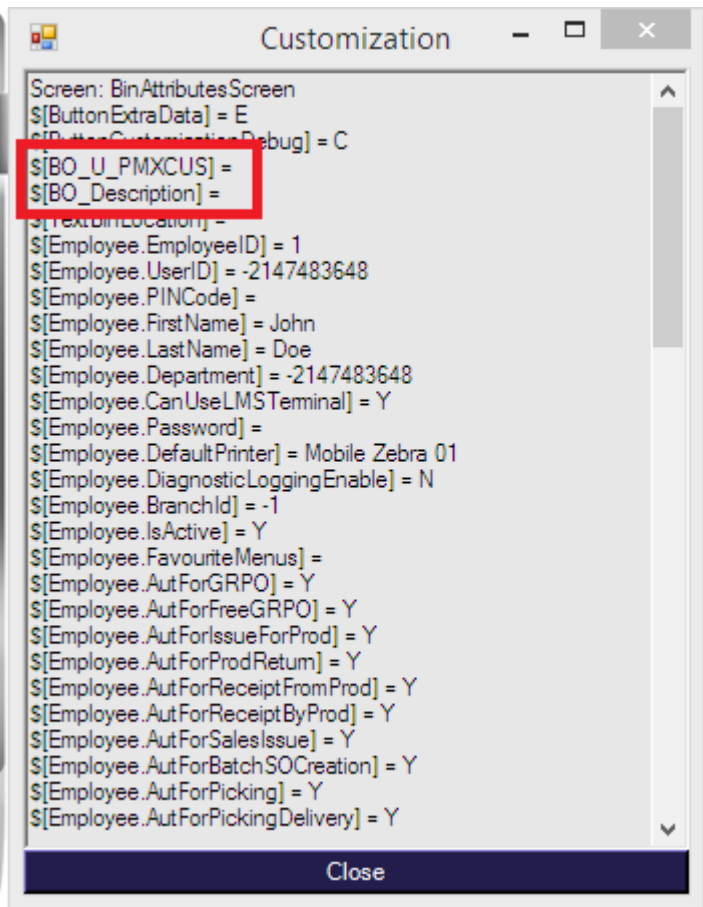 Customization
Screen: BinAttributesScreen
$[ButtonExtraData] = E
$[ButtonCustomizationDebug] = C
$[BO_U_PMXCUS] =
$[BO_Description] =
$[TextBinLocation] =
$[Employee.EmployeeID] = 1
$[Employee.UserID] = -2147483648
$[Employee.PINCode] =
$[Employee.FirstName] = John
$[Employee.LastName] = Doe
$[Employee.Department] = -2147483648
$[Employee.CanUseLMSTerminal] = Y
$[Employee.Password] =
$[Employee.DefaultPrinter] = Mobile Zebra 01
$[Employee.DiagnosticLoggingEnable] = N
$[Employee.BranchId] = -1
$[Employee.IsActive] = Y
$[Employee.FavouriteMenus] =
$[Employee.AutForGRPO] = Y
$[Employee.AutForFreeGRPO] = Y
$[Employee.AutForIssueForProd] = Y
$[Employee.AutForProdReturn] = Y
$[Employee.AutForReceiptFromProd] = Y
$[Employee.AutForReceiptByProd] = Y
$[Employee.AutForSalesIssue] = Y
$[Employee.AutForBatchSOCreation] = Y
$[Employee.AutForPicking] = Y
$[Employee.AutForPickingDelivery] = Y
Close